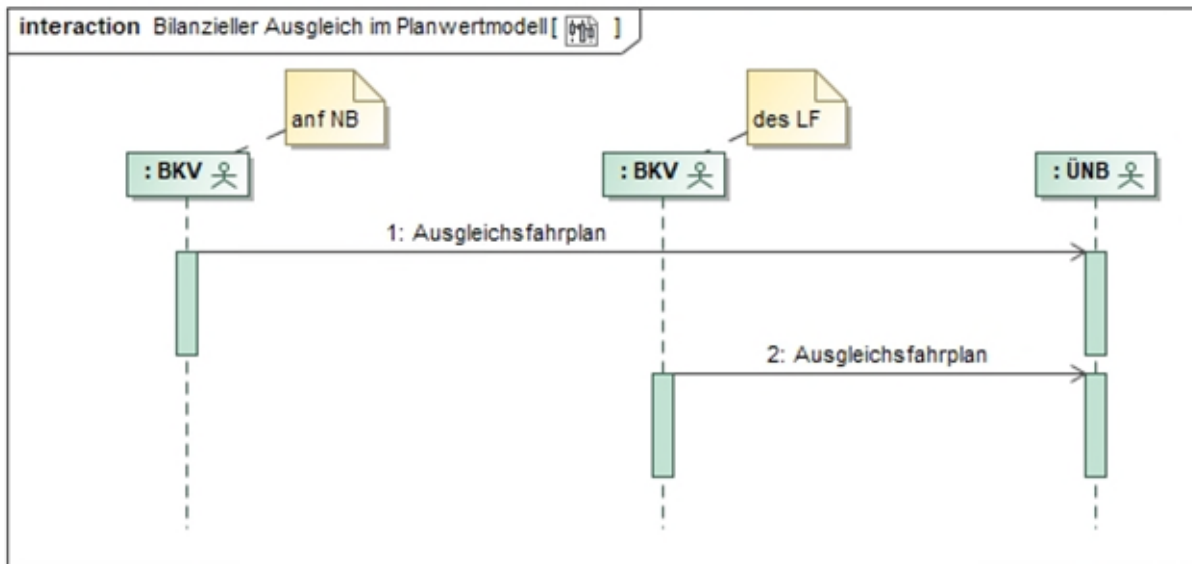 interaction Bilanzieller Ausgleich im Planwertmodell [ ]
anf NB
des LF
: BKV
: BKV
: ÜNB
1: Ausgleichsfahrplan
2: Ausgleichsfahrplan